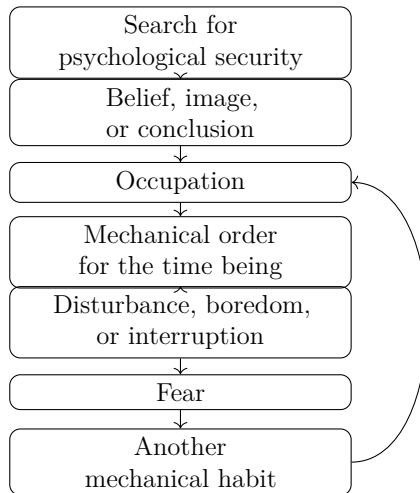 Search for
psychological security
Belief, image,
or conclusion
Occupation
Mechanical order
for the time being
Disturbance, boredom,
or interruption
Fear
Another
mechanical habit